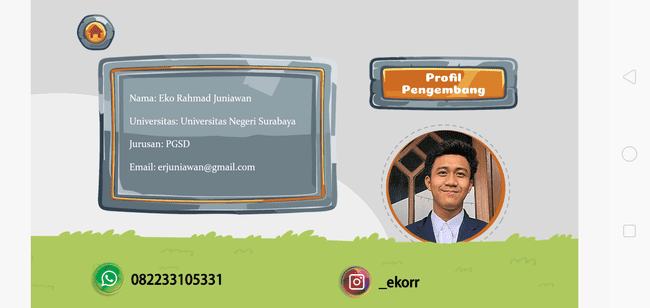 Profil
Pengembang
Nama: Eko Rahmad Juniawan
Universitas: Universitas Negeri Surabaya
Jurusan: PGSD
Email: erjuniawan@gmail.com
082233105331
_ekorr